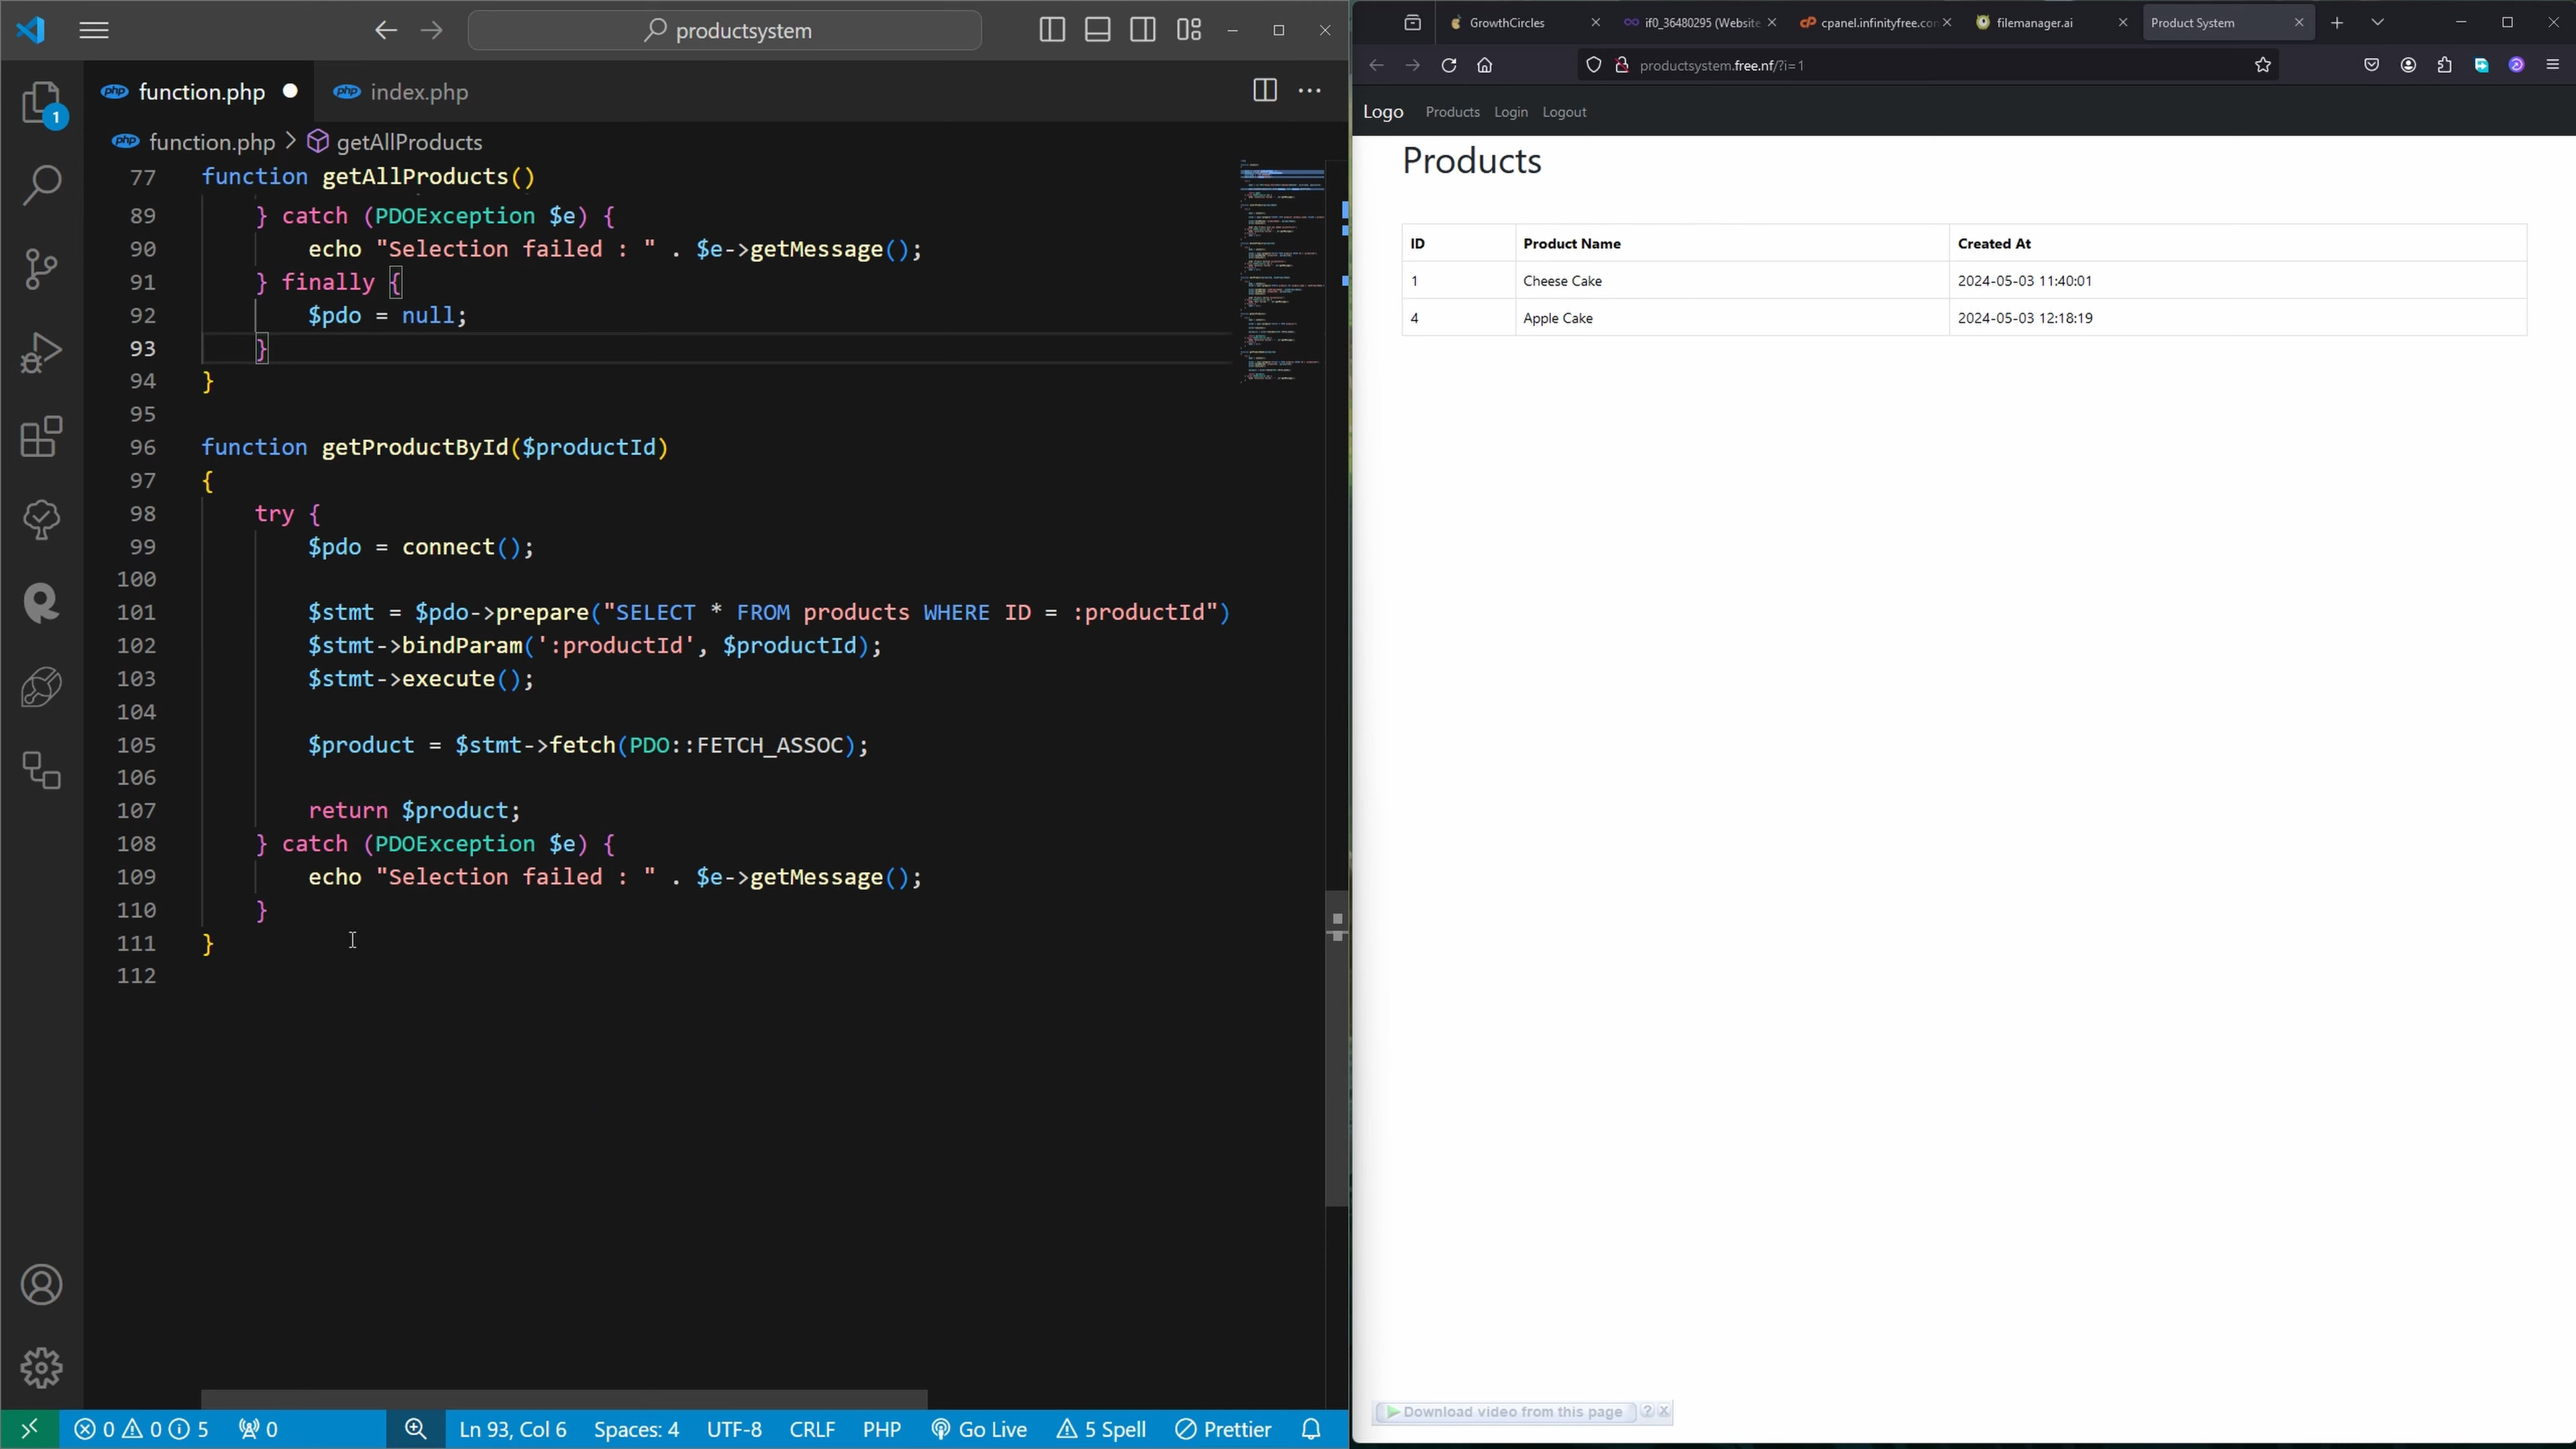 productsystem
1
function.php
index.php
function.php > getAllProducts
77 function getAllProducts()
89 } catch (PDOException $e) {
90 echo "Selection failed : " . $e->getMessage();
91 } finally {
92 $pdo = null;
93 }
94 }
95
96 function getProductById($productId)
97 {
98 try {
99 $pdo = connect();
100
101 $stmt = $pdo->prepare("SELECT * FROM products WHERE ID = :productId")
102 $stmt->bindParam(':productId', $productId);
103 $stmt->execute();
104
105 $product = $stmt->fetch(PDO::FETCH_ASSOC);
106
107 return $product;
108 } catch (PDOException $e) {
109 echo "Selection failed : " . $e->getMessage();
110 }
111 }
112
0 0 5 0 Ln 93, Col 6 Spaces: 4 UTF-8 CRLF PHP Go Live 5 Spell Prettier
GrowthCircles if0_36480295 (Website cpanel.infinityfree.co filemanager.ai Product System
productsystem.free.nf/?i=1
Logo Products Login Logout
Products
ID Product Name Created At
1 Cheese Cake 2024-05-03 11:40:01
4 Apple Cake 2024-05-03 12:18:19
Download video from this page ? X